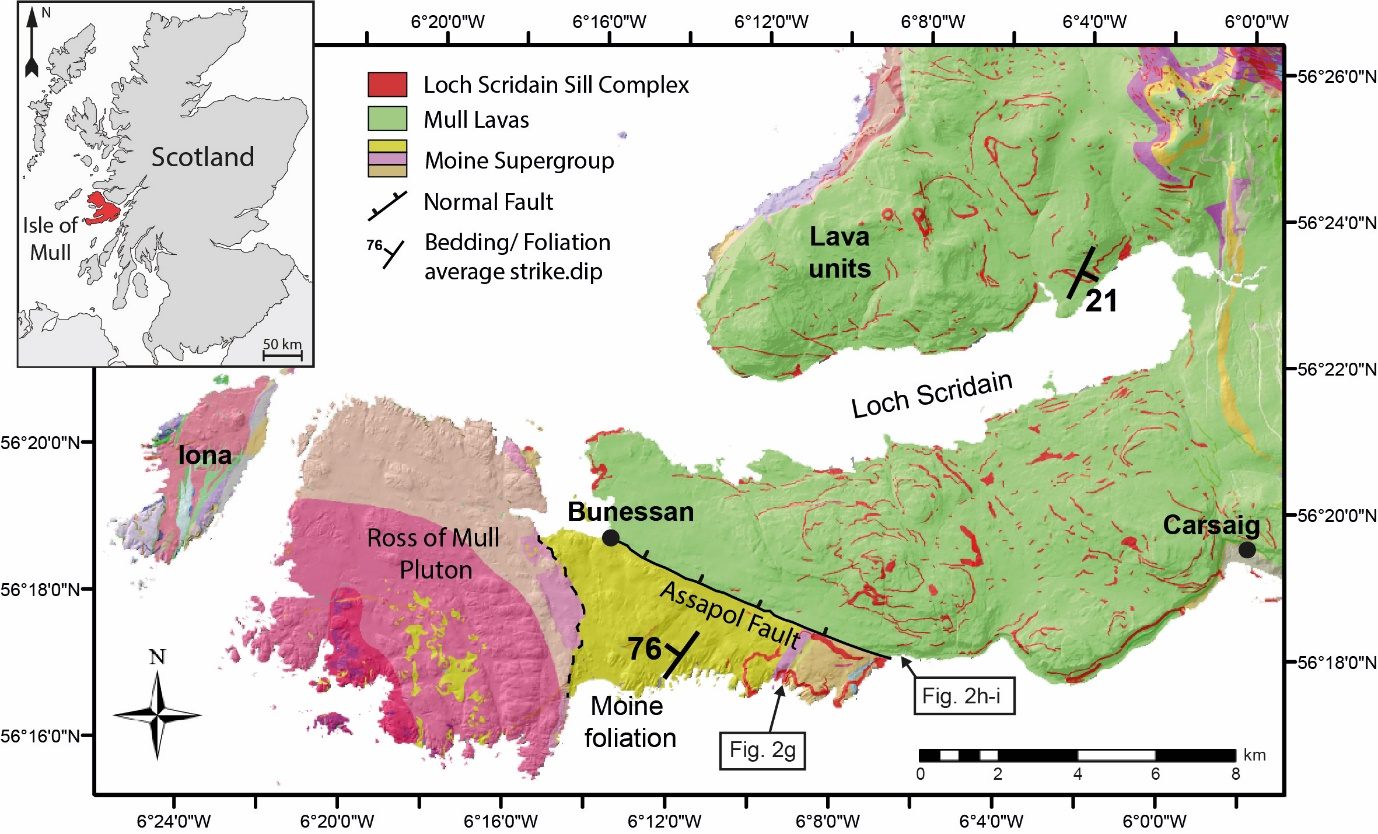 N
Scotland
Isle of
Mull
50 km
6°20'0"W
6°16'0"W
6°12'0"W
6°8'0"W
6°4'0"W
6°0'0"W
Loch Scridain Sill Complex
Mull Lavas
Moine Supergroup
Normal Fault
76
Bedding/ Foliation
average strike.dip
56°26'0"N
56°24'0"N
56°22'0"N
56°20'0"N
56°18'0"N
Lava
units
21
Loch Scridain
56°20'0"N
56°18'0"N
56°16'0"N
Iona
Ross of Mull
Pluton
Bunessan
Carsaig
Assapol Fault
76
Moine
foliation
Fig. 2g
Fig. 2h-i
N
km
0
2
4
6
8
6°24'0"W
6°20'0"W
6°16'0"W
6°12'0"W
6°8'0"W
6°4'0"W
6°0'0"W